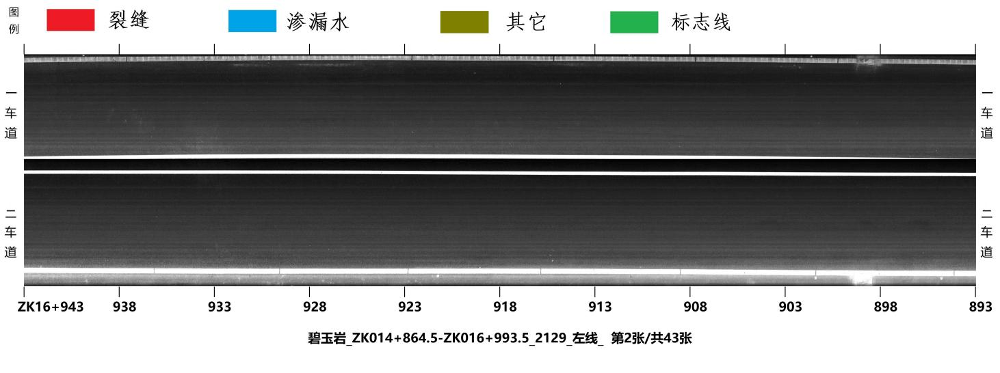 图例 裂缝 渗漏水 其它 标志线
一车道 一车道
二车道 二车道
ZK16+943 938 933 928 923 918 913 908 903 898 893
碧玉岩_ZK014+864.5-ZK016+993.5_2129_左线_ 第2张/共43张